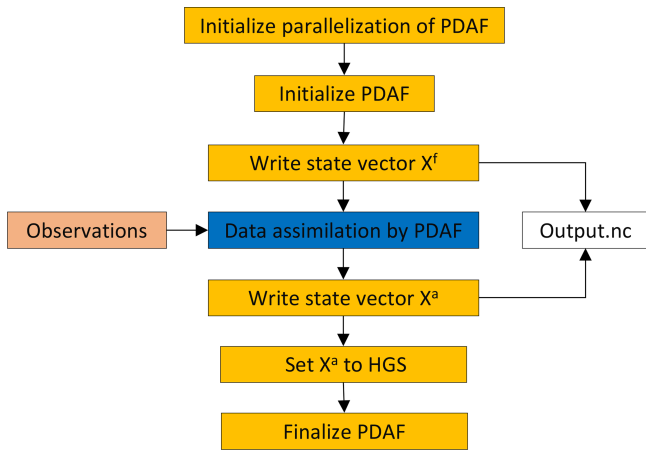 Initialize parallelization of PDAF
Initialize PDAF
Write state vector Xᶠ
Observations
Data assimilation by PDAF
Output.nc
Write state vector Xᵃ
Set Xᵃ to HGS
Finalize PDAF